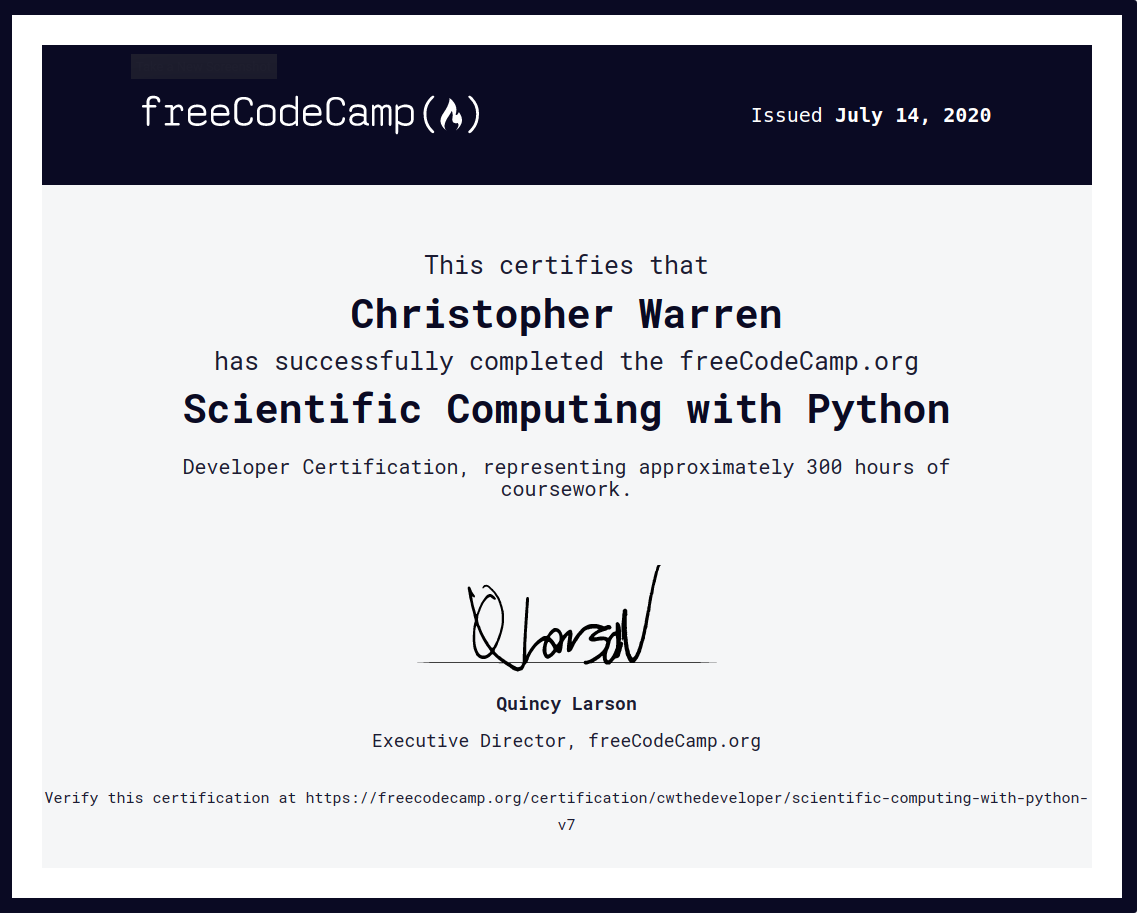 freeCodeCamp(🔥)
Issued July 14, 2020
This certifies that
Christopher Warren
has successfully completed the freeCodeCamp.org
Scientific Computing with Python
Developer Certification, representing approximately 300 hours of
coursework.
Q Larson
Quincy Larson
Executive Director, freeCodeCamp.org
Verify this certification at https://freecodecamp.org/certification/cwthedeveloper/scientific-computing-with-python-
v7